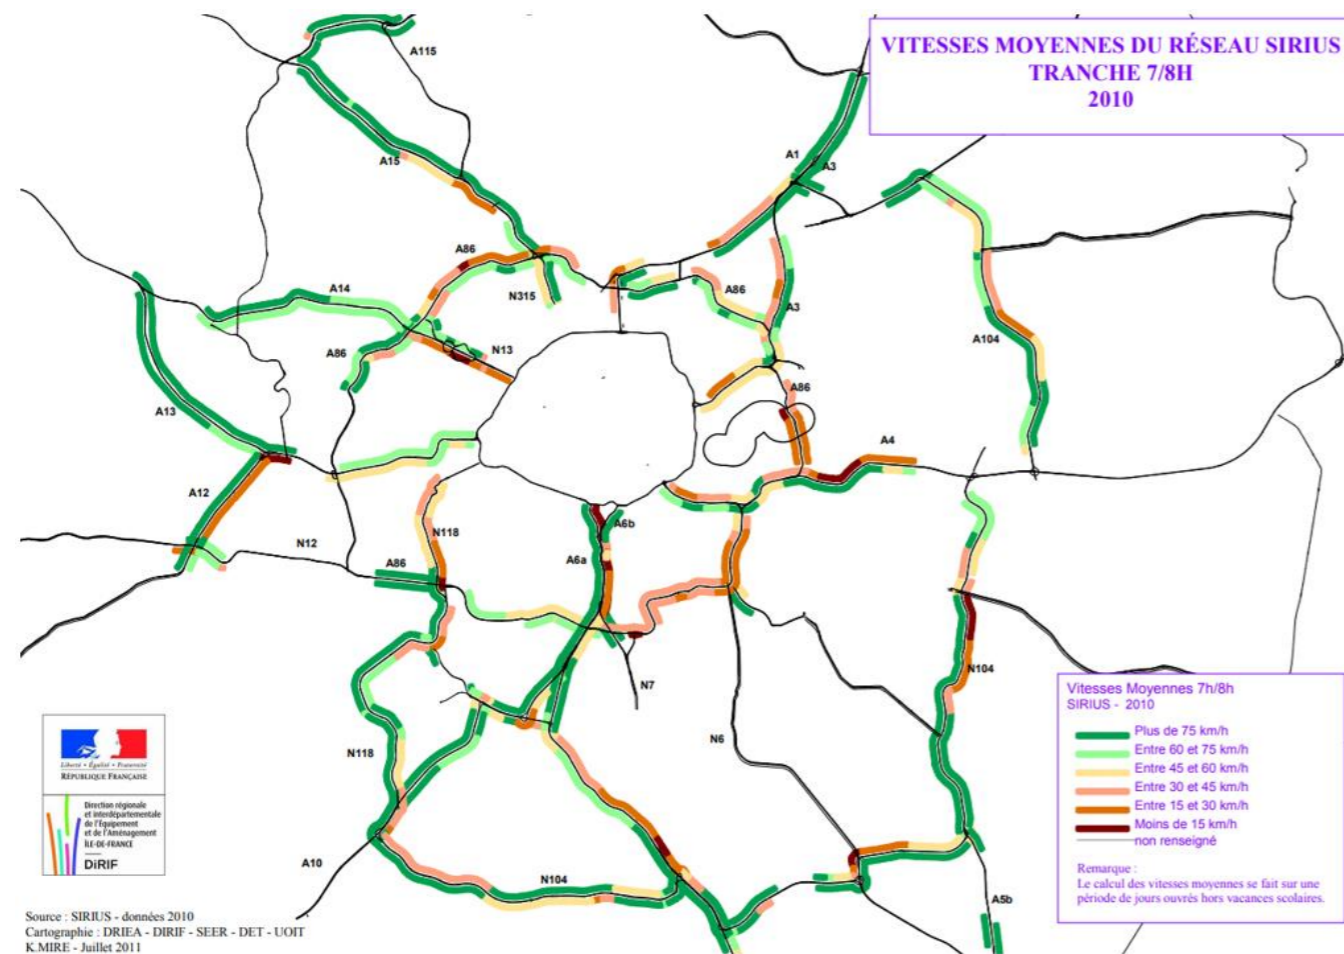 VITESSES MOYENNES DU RÉSEAU SIRIUS
TRANCHE 7/8H
2010
A115
A15
A1
A3
A86
A14
N315
A86
A3
A104
A86
N13
A86
A13
A4
A12
N118
A6b
N12
A86
A6a
N104
N7
N6
N118
A10
N104
A5b
Vitesses Moyennes 7h/8h
SIRIUS - 2010
Plus de 75 km/h
Entre 60 et 75 km/h
Entre 45 et 60 km/h
Entre 30 et 45 km/h
Entre 15 et 30 km/h
Moins de 15 km/h
non renseigné
Remarque :
Le calcul des vitesses moyennes se fait sur une
période de jours ouvrés hors vacances scolaires.
Liberté • Égalité • Fraternité
RÉPUBLIQUE FRANÇAISE
Direction régionale
et interdépartementale
de l'Équipement
et de l'Aménagement
ÎLE-DE-FRANCE
DiRIF
Source : SIRIUS - données 2010
Cartographie : DRIEA - DIRIF - SEER - DET - UOIT
K.MIRE - Juillet 2011